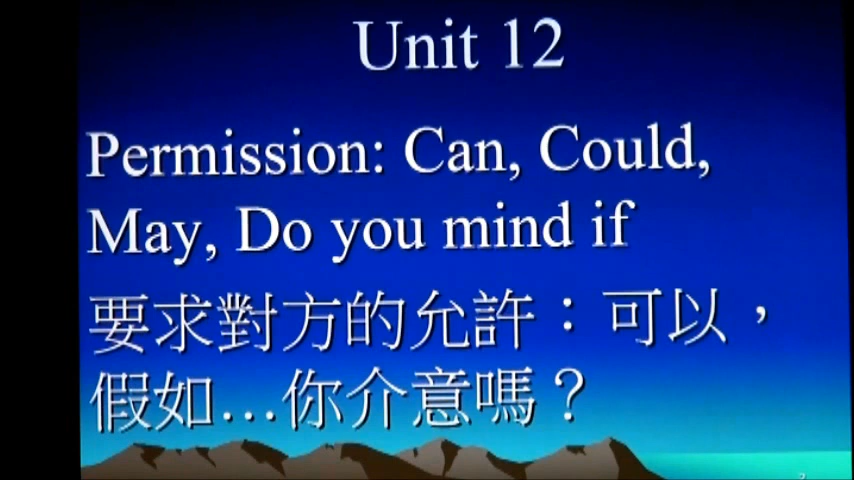 Unit 12
Permission: Can, Could,
May, Do you mind if
要求對方的允許：可以，
假如…你介意嗎？